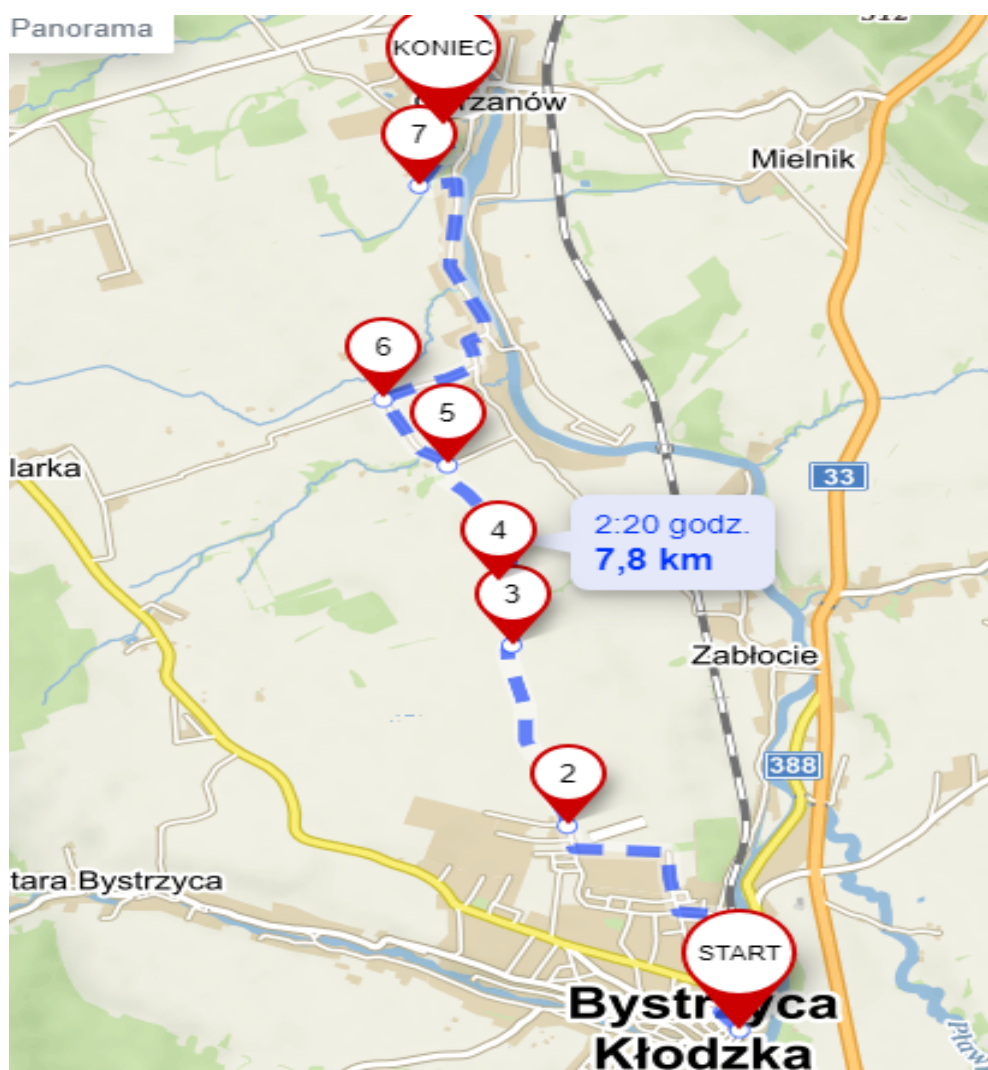 Panorama
KONIEC
7
Mielnik
6
5
larka
33
4
2:20 godz.
7,8 km
3
Zabłocie
388
2
tara Bystrzyca
START
Bystrzyca
Kłodzka